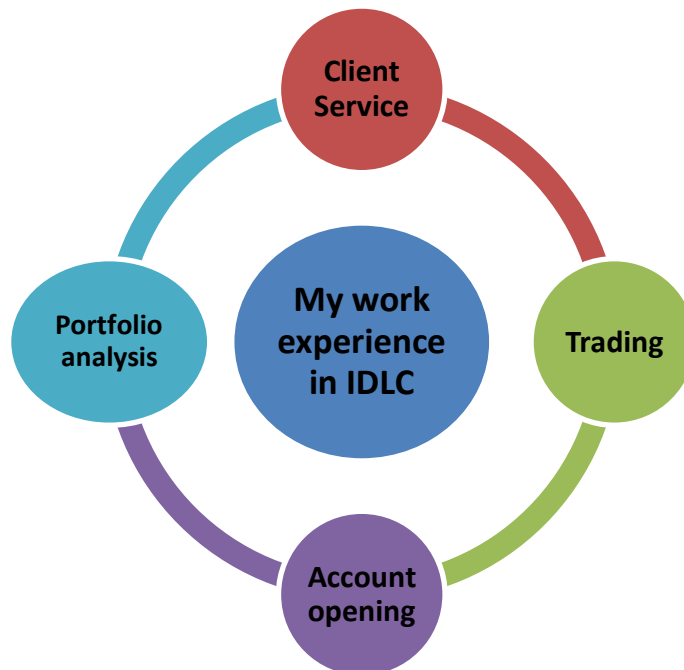 Client
Service
Portfolio
analysis
My work
experience
in IDLC
Trading
Account
opening